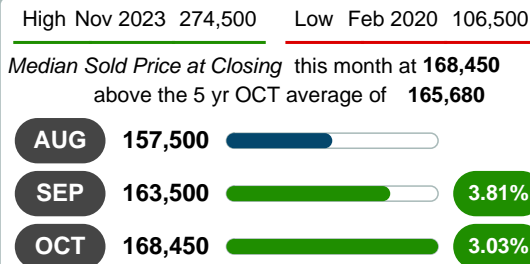 High Nov 2023 274,500 Low Feb 2020 106,500
Median Sold Price at Closing this month at 168,450
above the 5 yr OCT average of 165,680
AUG 157,500
SEP 163,500 3.81%
OCT 168,450 3.03%